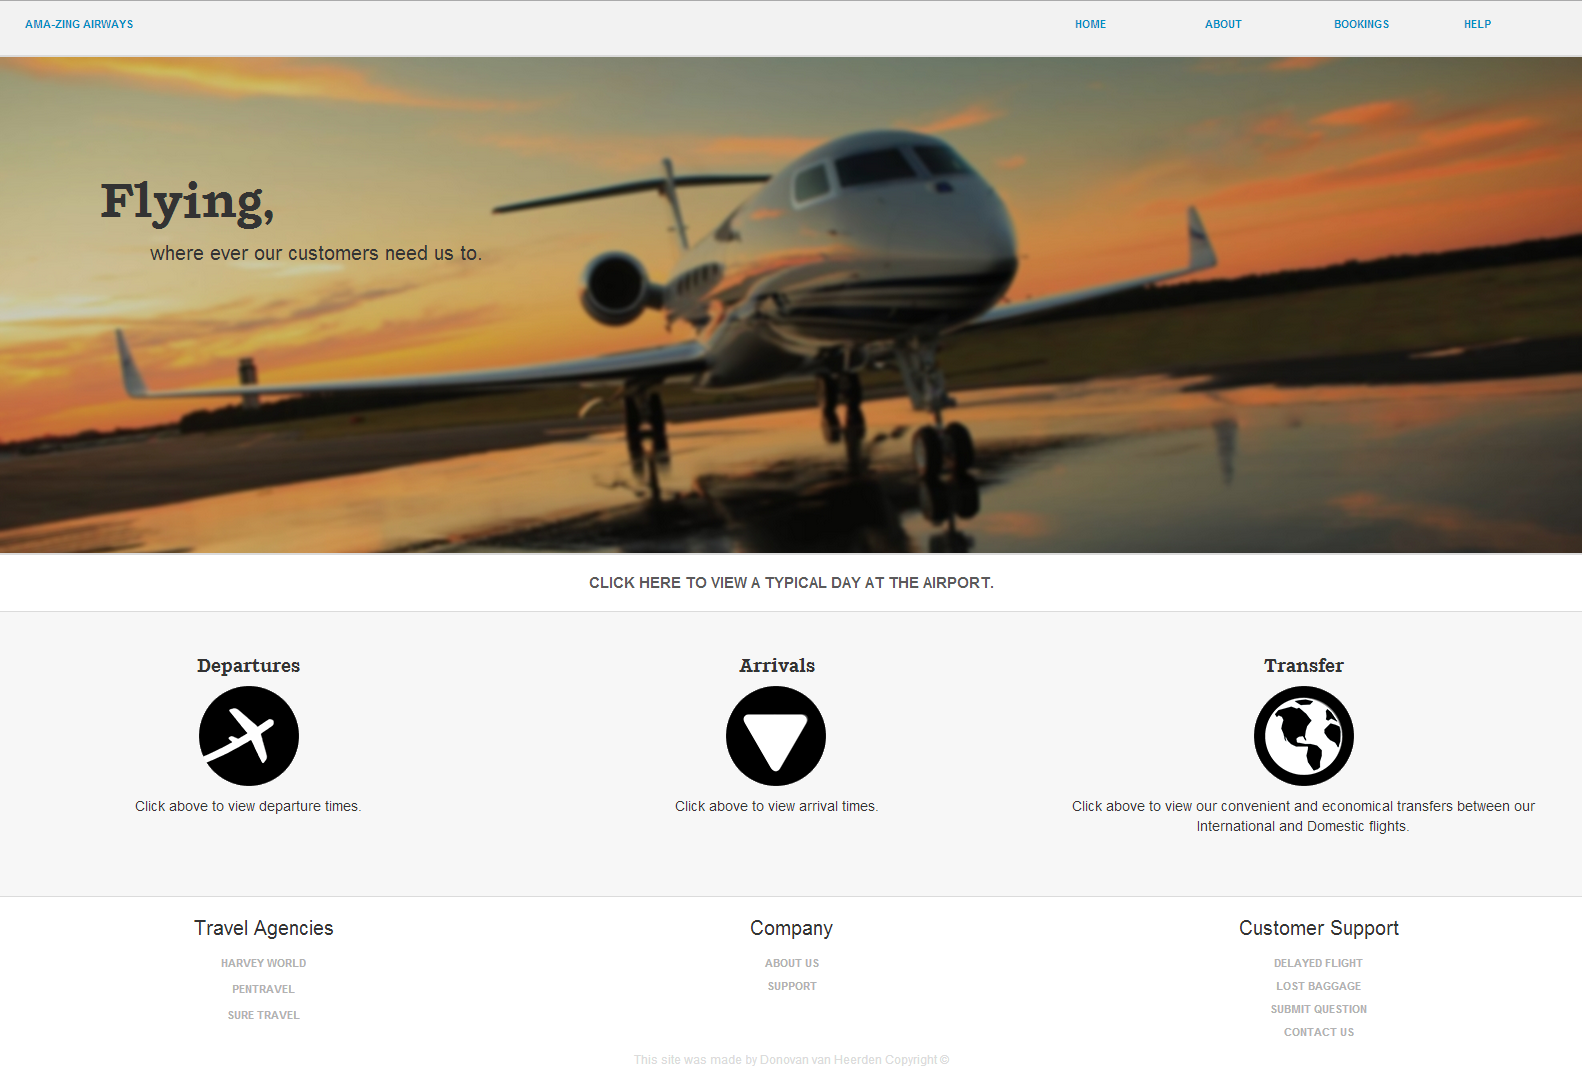 AMA-ZING AIRWAYS
HOME
ABOUT
BOOKINGS
HELP
Flying,
where ever our customers need us to.
CLICK HERE TO VIEW A TYPICAL DAY AT THE AIRPORT.
Departures
Click above to view departure times.
Arrivals
Click above to view arrival times.
Transfer
Click above to view our convenient and economical transfers between our
International and Domestic flights.
Travel Agencies
HARVEY WORLD
PENTRAVEL
SURE TRAVEL
Company
ABOUT US
SUPPORT
Customer Support
DELAYED FLIGHT
LOST BAGGAGE
SUBMIT QUESTION
CONTACT US
This site was made by Donovan van Heerden Copyright ©